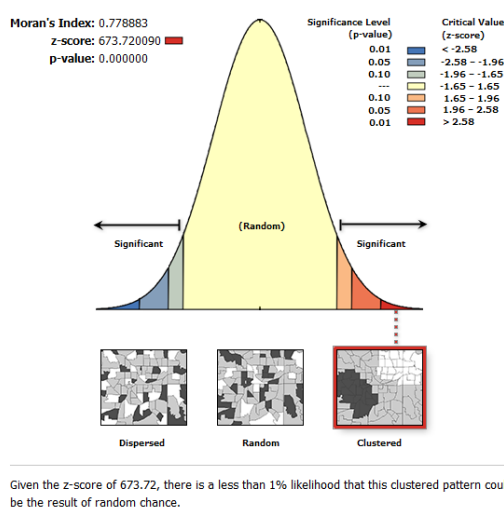 Moran's Index: 0.778883
z-score: 673.720090
p-value: 0.000000
Significance Level
(p-value)
Critical Value
(z-score)
0.01 < -2.58
0.05 -2.58 – -1.96
0.10 -1.96 – -1.65
--- -1.65 – 1.65
0.10 1.65 – 1.96
0.05 1.96 – 2.58
0.01 > 2.58
(Random)
Significant
Significant
Dispersed
Random
Clustered
Given the z-score of 673.72, there is a less than 1% likelihood that this clustered pattern cou
be the result of random chance.